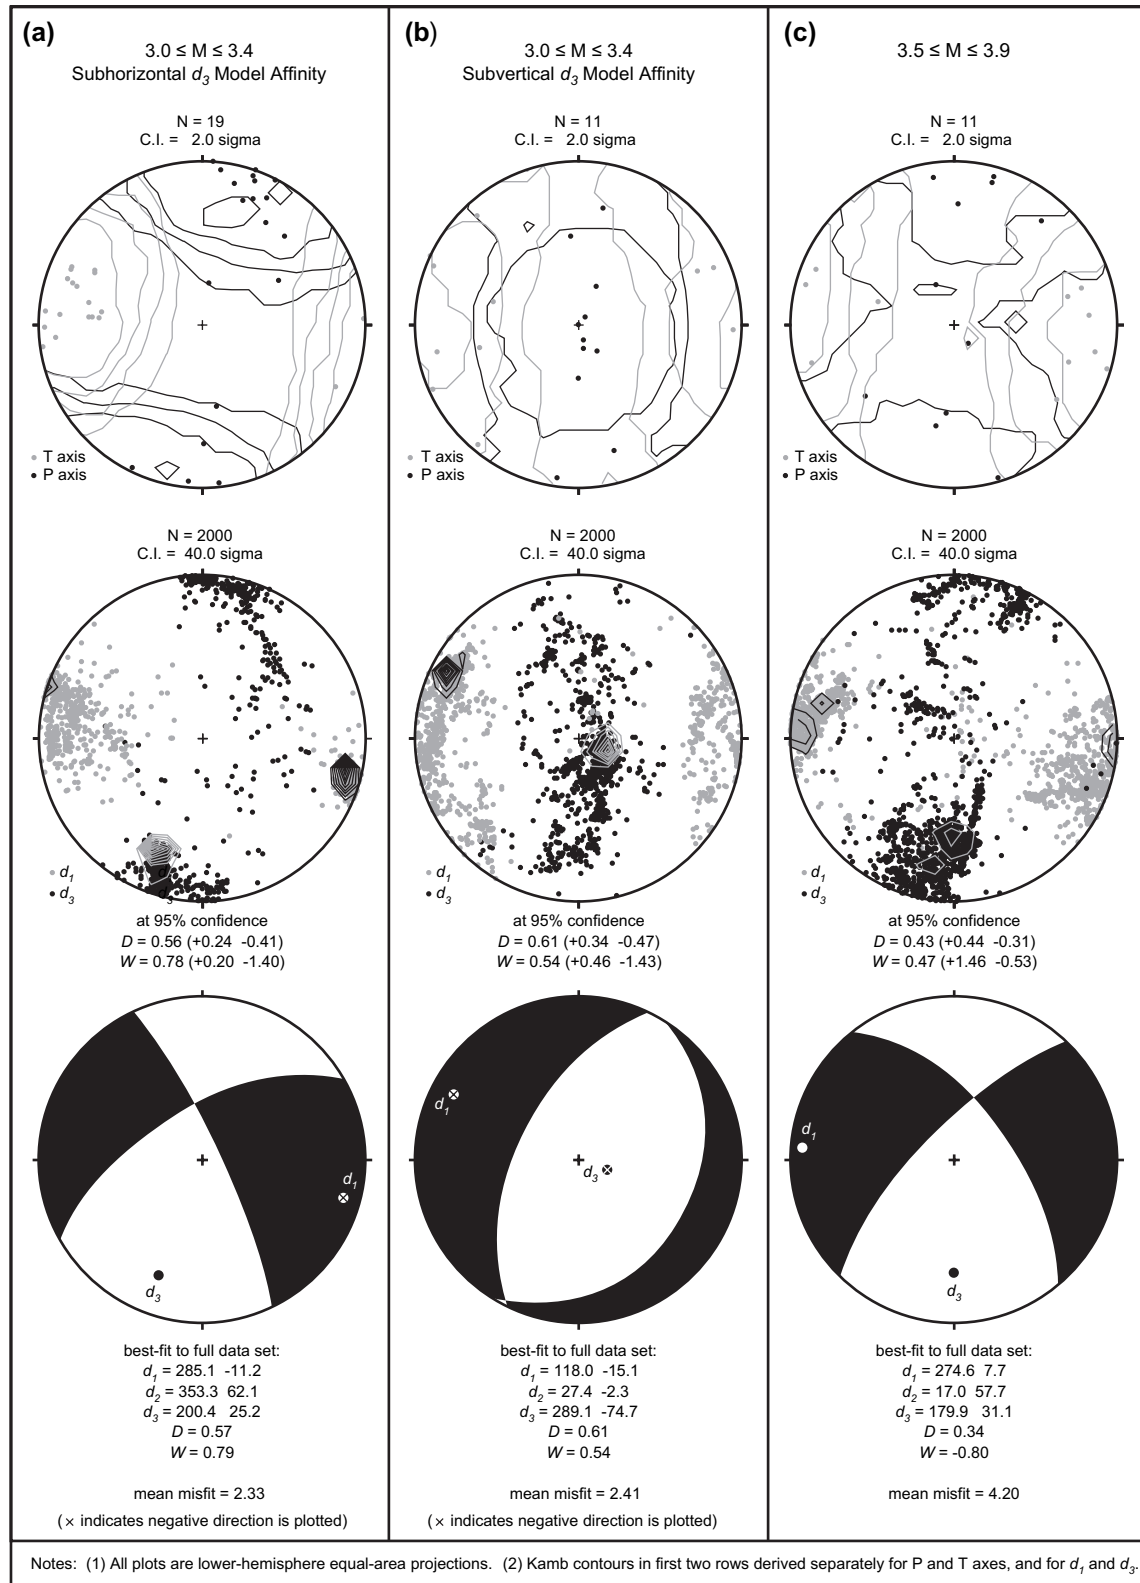 (a)
3.0 ≤ M ≤ 3.4
Subhorizontal d3 Model Affinity
N = 19
C.I. = 2.0 sigma
T axis
P axis
N = 2000
C.I. = 40.0 sigma
d1
d3
d3
d3
at 95% confidence
D = 0.56 (+0.24 -0.41)
W = 0.78 (+0.20 -1.40)
d1
d3
best-fit to full data set:
d1 = 285.1 -11.2
d2 = 353.3 62.1
d3 = 200.4 25.2
D = 0.57
W = 0.79
mean misfit = 2.33
(× indicates negative direction is plotted)
(b)
3.0 ≤ M ≤ 3.4
Subvertical d3 Model Affinity
N = 11
C.I. = 2.0 sigma
T axis
P axis
N = 2000
C.I. = 40.0 sigma
d1
d3
at 95% confidence
D = 0.61 (+0.34 -0.47)
W = 0.54 (+0.46 -1.43)
d1
d3
best-fit to full data set:
d1 = 118.0 -15.1
d2 = 27.4 -2.3
d3 = 289.1 -74.7
D = 0.61
W = 0.54
mean misfit = 2.41
(× indicates negative direction is plotted)
(c)
3.5 ≤ M ≤ 3.9
N = 11
C.I. = 2.0 sigma
T axis
P axis
N = 2000
C.I. = 40.0 sigma
d1
d3
at 95% confidence
D = 0.43 (+0.44 -0.31)
W = 0.47 (+1.46 -0.53)
d1
d3
best-fit to full data set:
d1 = 274.6 7.7
d2 = 17.0 57.7
d3 = 179.9 31.1
D = 0.34
W = -0.80
mean misfit = 4.20
Notes: (1) All plots are lower-hemisphere equal-area projections. (2) Kamb contours in first two rows derived separately for P and T axes, and for d1 and d3.